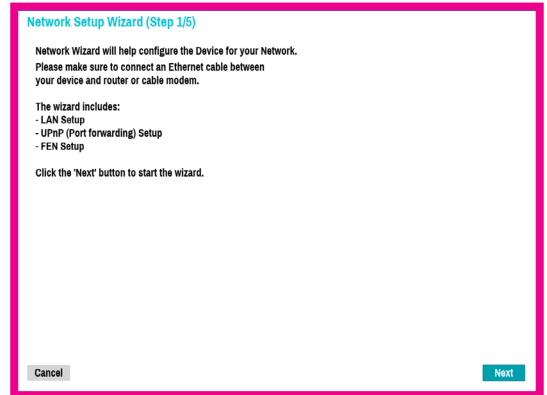 Network Setup Wizard (Step 1/5)
Network Wizard will help configure the Device for your Network.
Please make sure to connect an Ethernet cable between
your device and router or cable modem.
The wizard includes:
- LAN Setup
- UPnP (Port forwarding) Setup
- FEN Setup
Click the 'Next' button to start the wizard.
Cancel
Next